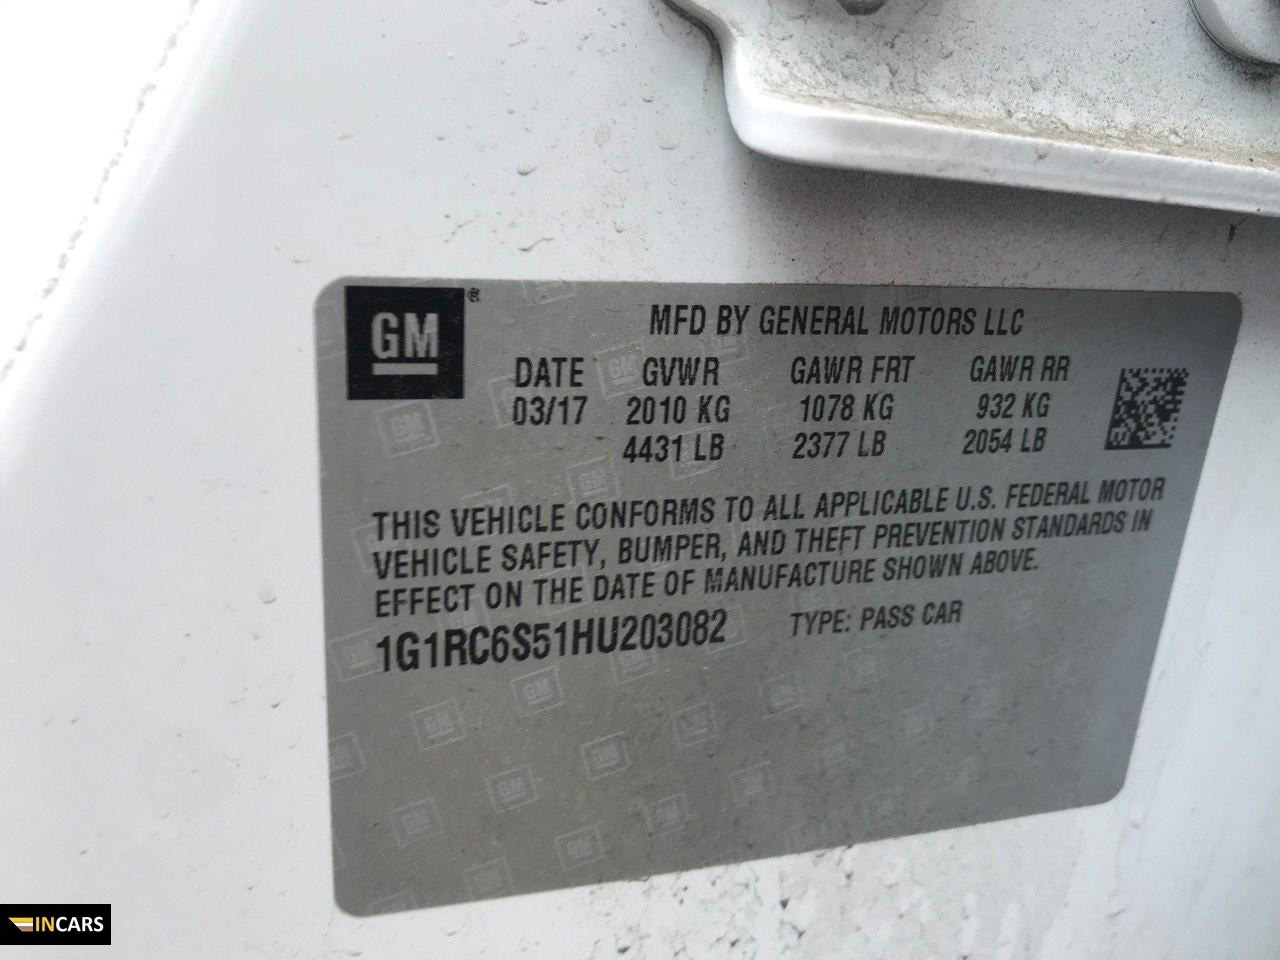 GM®
MFD BY GENERAL MOTORS LLC
DATE GVWR GAWR FRT GAWR RR
03/17 2010 KG 1078 KG 932 KG
4431 LB 2377 LB 2054 LB
THIS VEHICLE CONFORMS TO ALL APPLICABLE U.S. FEDERAL MOTOR
VEHICLE SAFETY, BUMPER, AND THEFT PREVENTION STANDARDS IN
EFFECT ON THE DATE OF MANUFACTURE SHOWN ABOVE.
1G1RC6S51HU203082 TYPE: PASS CAR
INCARS